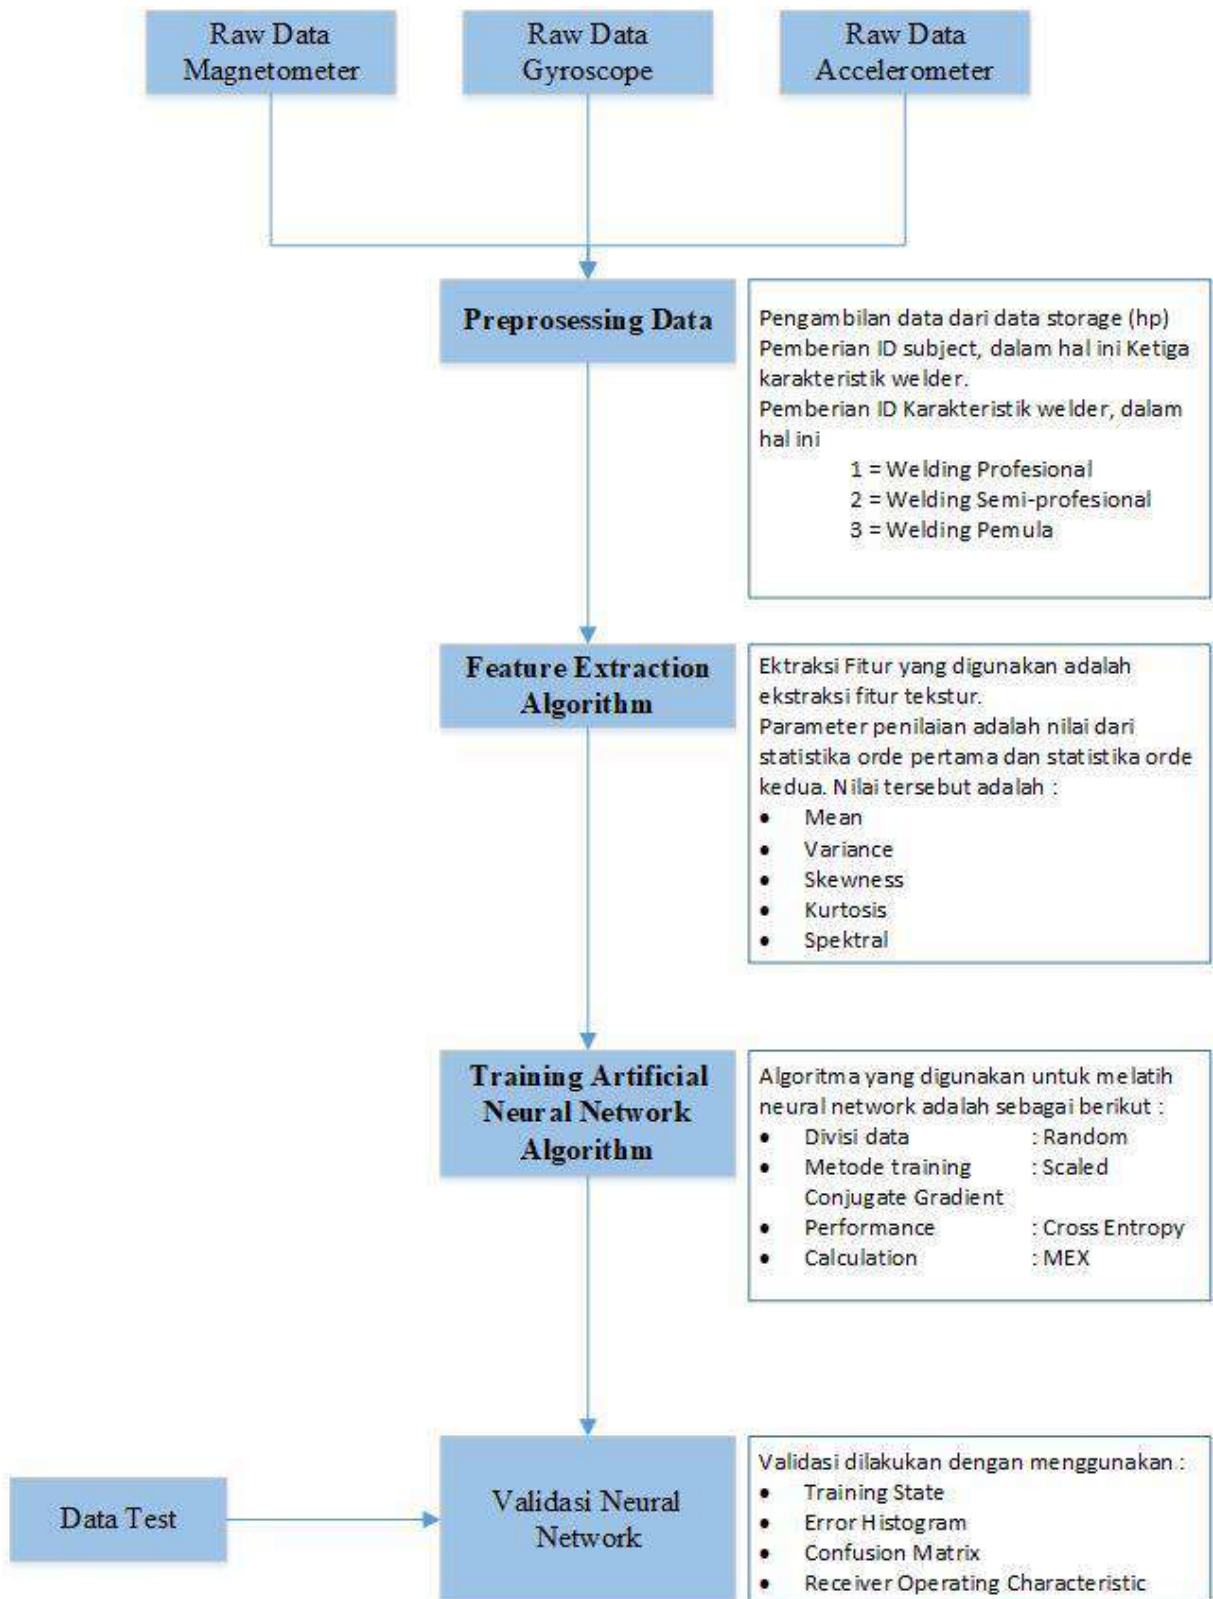 Raw Data
Magnetometer
Raw Data
Gyroscope
Raw Data
Accelerometer
Preprosessing Data
Pengambilan data dari data storage (hp)
Pemberian ID subject, dalam hal ini Ketiga
karakteristik welder.
Pemberian ID Karakteristik welder, dalam
hal ini
1 = Welding Profesional
2 = Welding Semi-profesional
3 = Welding Pemula
Feature Extraction
Algorithm
Ektraksi Fitur yang digunakan adalah
ekstraksi fitur tekstur.
Parameter penilaian adalah nilai dari
statistika orde pertama dan statistika orde
kedua. Nilai tersebut adalah :
• Mean
• Variance
• Skewness
• Kurtosis
• Spektral
Training Artificial
Neural Network
Algorithm
Algoritma yang digunakan untuk melatih
neural network adalah sebagai berikut :
• Divisi data : Random
• Metode training : Scaled
Conjugate Gradient
• Performance : Cross Entropy
• Calculation : MEX
Data Test
Validasi Neural
Network
Validasi dilakukan dengan menggunakan :
• Training State
• Error Histogram
• Confusion Matrix
• Receiver Operating Characteristic